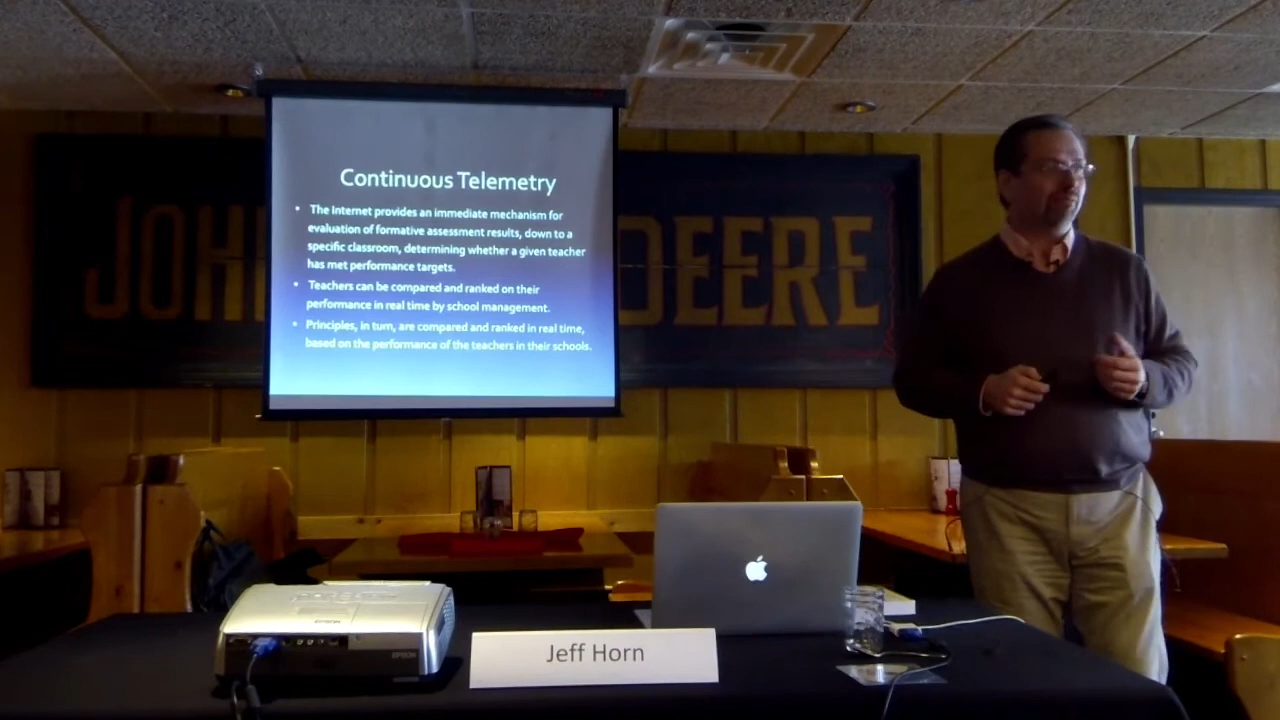 Continuous Telemetry
• The Internet provides an immediate mechanism for
evaluation of formative assessment results, down to a
specific classroom, determining whether a given teacher
has met performance targets.
• Teachers can be compared and ranked on their
performance in real time by school management.
• Principles, in turn, are compared and ranked in real time,
based on the performance of the teachers in their schools.
JOH DEERE
EPSON
Jeff Horn